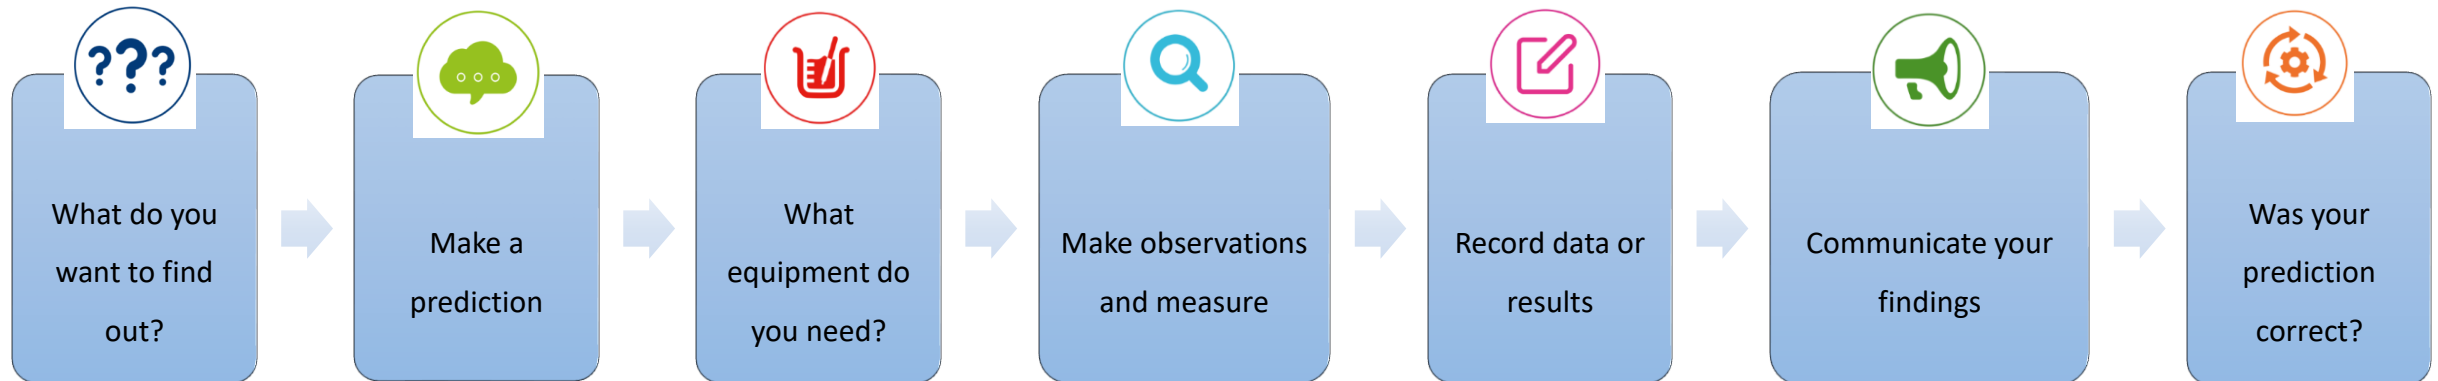 ???
What do you
want to find
out?
Make a
prediction
What
equipment do
you need?
Make observations
and measure
Record data or
results
Communicate your
findings
Was your
prediction
correct?